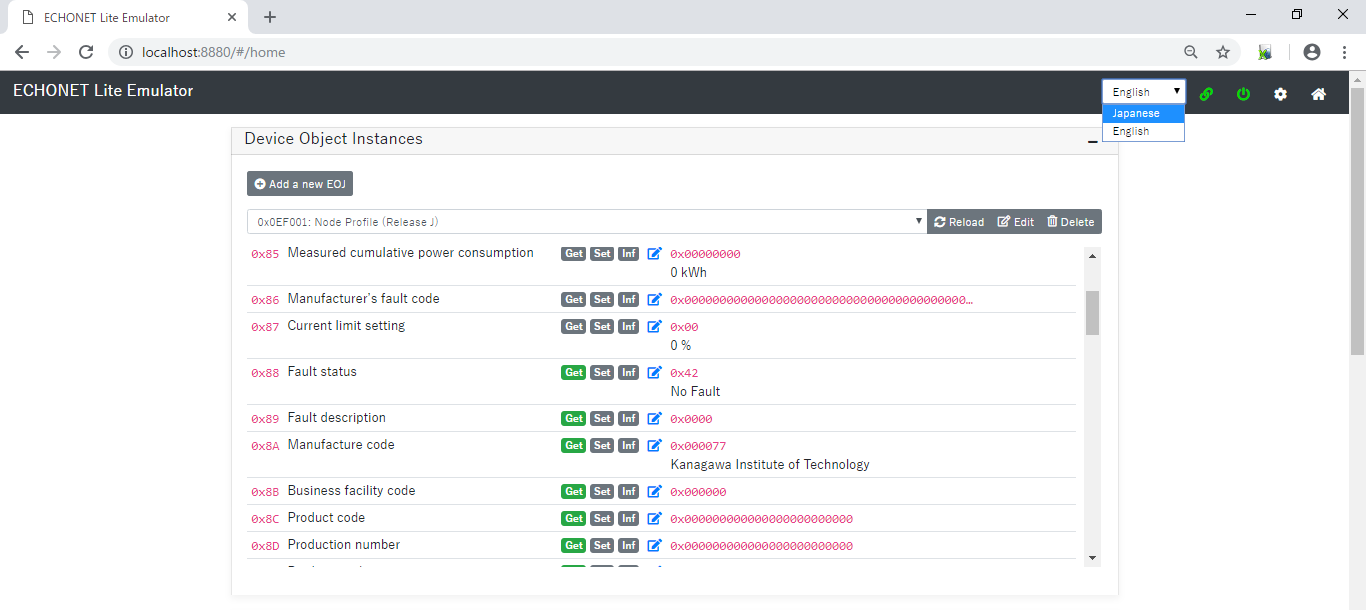 ECHONET Lite Emulator
localhost:8880/#/home
ECHONET Lite Emulator
English
Japanese
English
Device Object Instances
Add a new EOJ
0x0EF001: Node Profile (Release J)
Reload Edit Delete
0x85 Measured cumulative power consumption Get Set Inf 0x00000000
0 kWh
0x86 Manufacturer's fault code Get Set Inf 0x0000000000000000000000000000000000000000…
0x87 Current limit setting Get Set Inf 0x00
0 %
0x88 Fault status Get Set Inf 0x42
No Fault
0x89 Fault description Get Set Inf 0x0000
0x8A Manufacture code Get Set Inf 0x000077
Kanagawa Institute of Technology
0x8B Business facility code Get Set Inf 0x000000
0x8C Product code Get Set Inf 0x000000000000000000000000
0x8D Production number Get Set Inf 0x000000000000000000000000